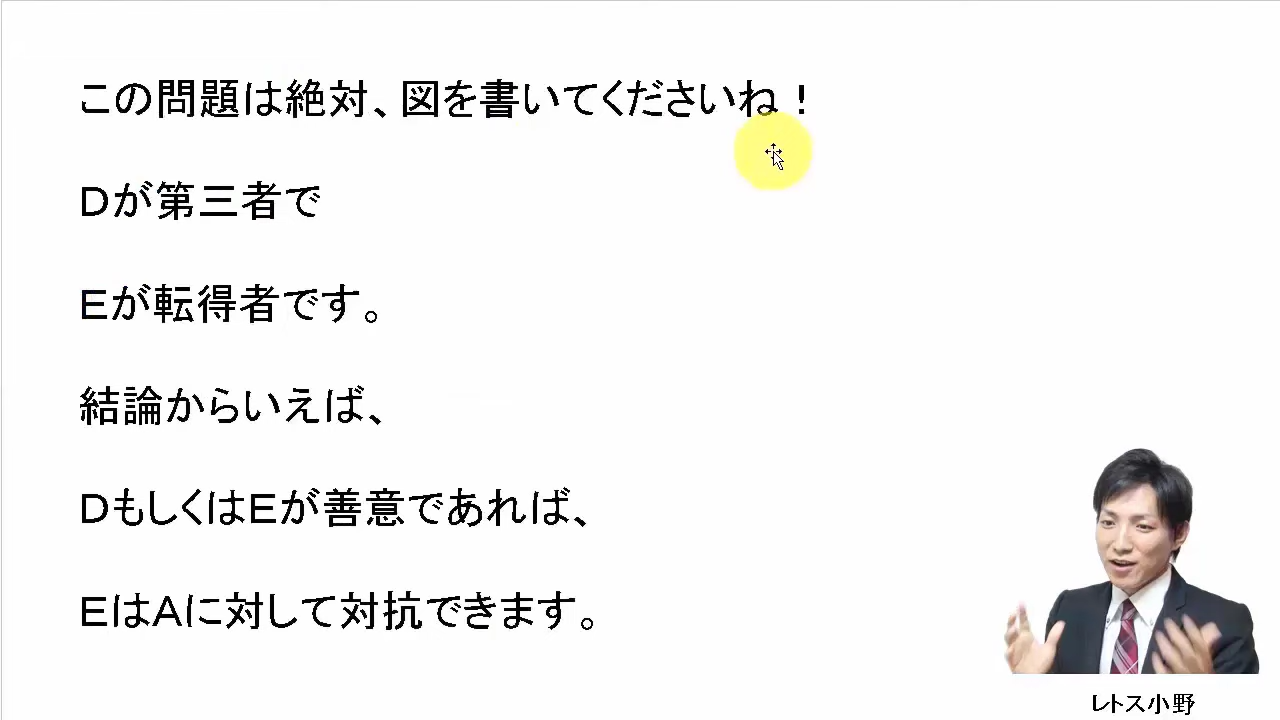 この問題は絶対、図を書いてくださいね！
Ｄが第三者で
Ｅが転得者です。
結論からいえば、
ＤもしくはＥが善意であれば、
ＥはＡに対して対抗できます。
レトス小野